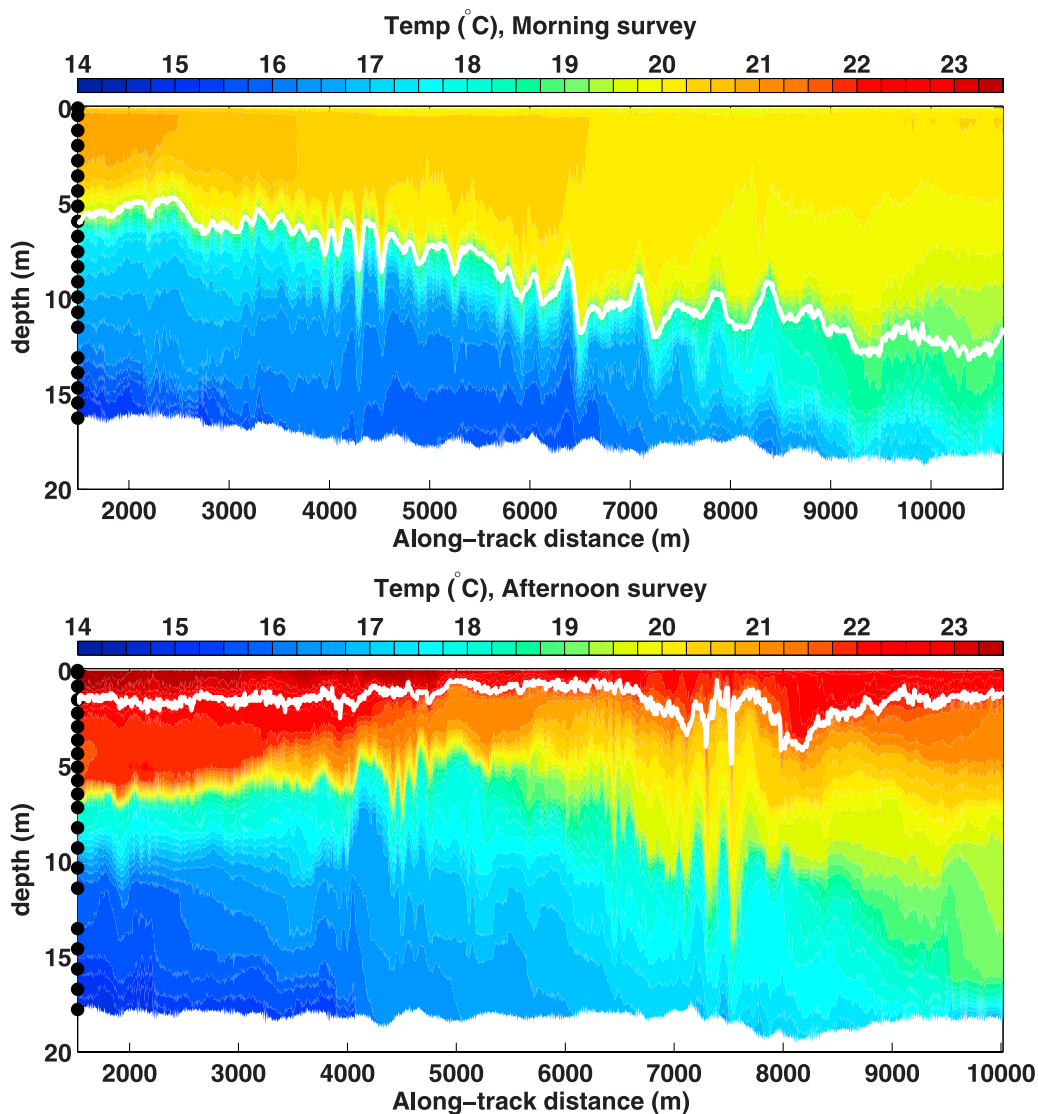 Temp (°C), Morning survey
14 15 16 17 18 19 20 21 22 23
0
5
10
15
20
depth (m)
2000 3000 4000 5000 6000 7000 8000 9000 10000
Along−track distance (m)
Temp (°C), Afternoon survey
14 15 16 17 18 19 20 21 22 23
0
5
10
15
20
depth (m)
2000 3000 4000 5000 6000 7000 8000 9000 10000
Along−track distance (m)